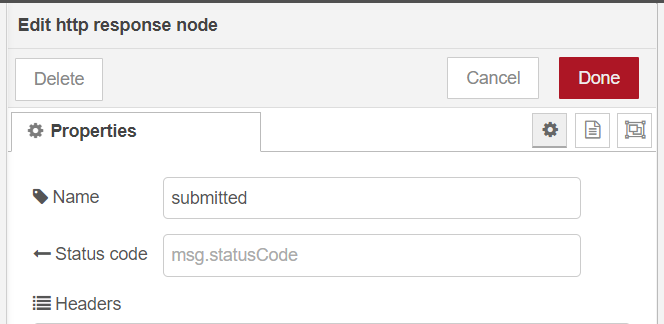 Edit http response node
Delete
Cancel
Done
Properties
Name
submitted
Status code
msg.statusCode
Headers